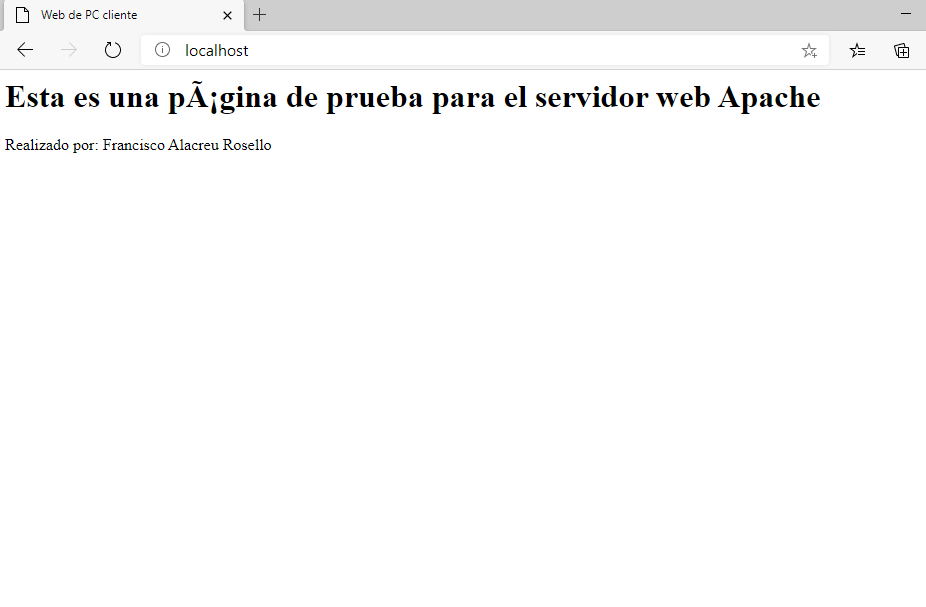 Web de PC cliente
localhost
Esta es una pÃ¡gina de prueba para el servidor web Apache
Realizado por: Francisco Alacreu Rosello